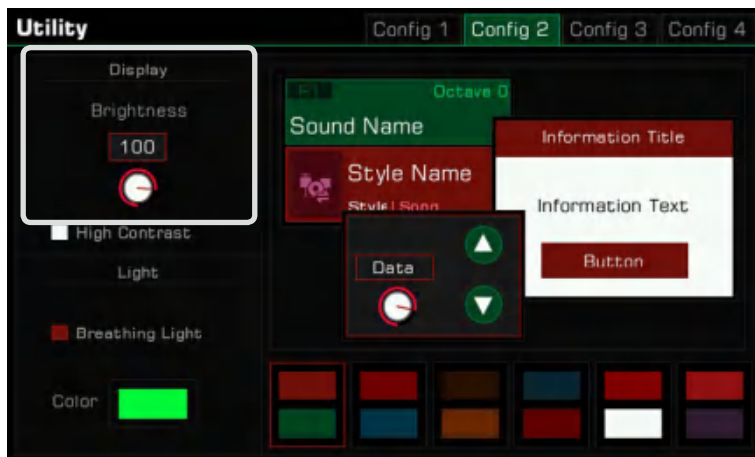 Utility
Config 1
Config 2
Config 3
Config 4
Display
Brightness
100
High Contrast
Light
Breathing Light
Color
Octave 0
Sound Name
Style Name
Style| Song
Data
Information Title
Information Text
Button